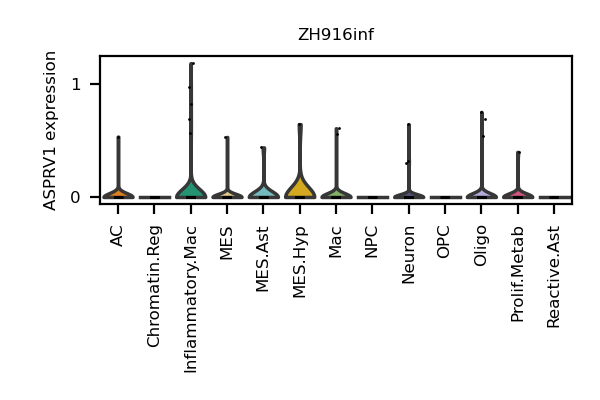 ZH916inf
ASPRV1 expression
1
0
AC
Chromatin.Reg
Inflammatory.Mac
MES
MES.Ast
MES.Hyp
Mac
NPC
Neuron
OPC
Oligo
Prolif.Metab
Reactive.Ast